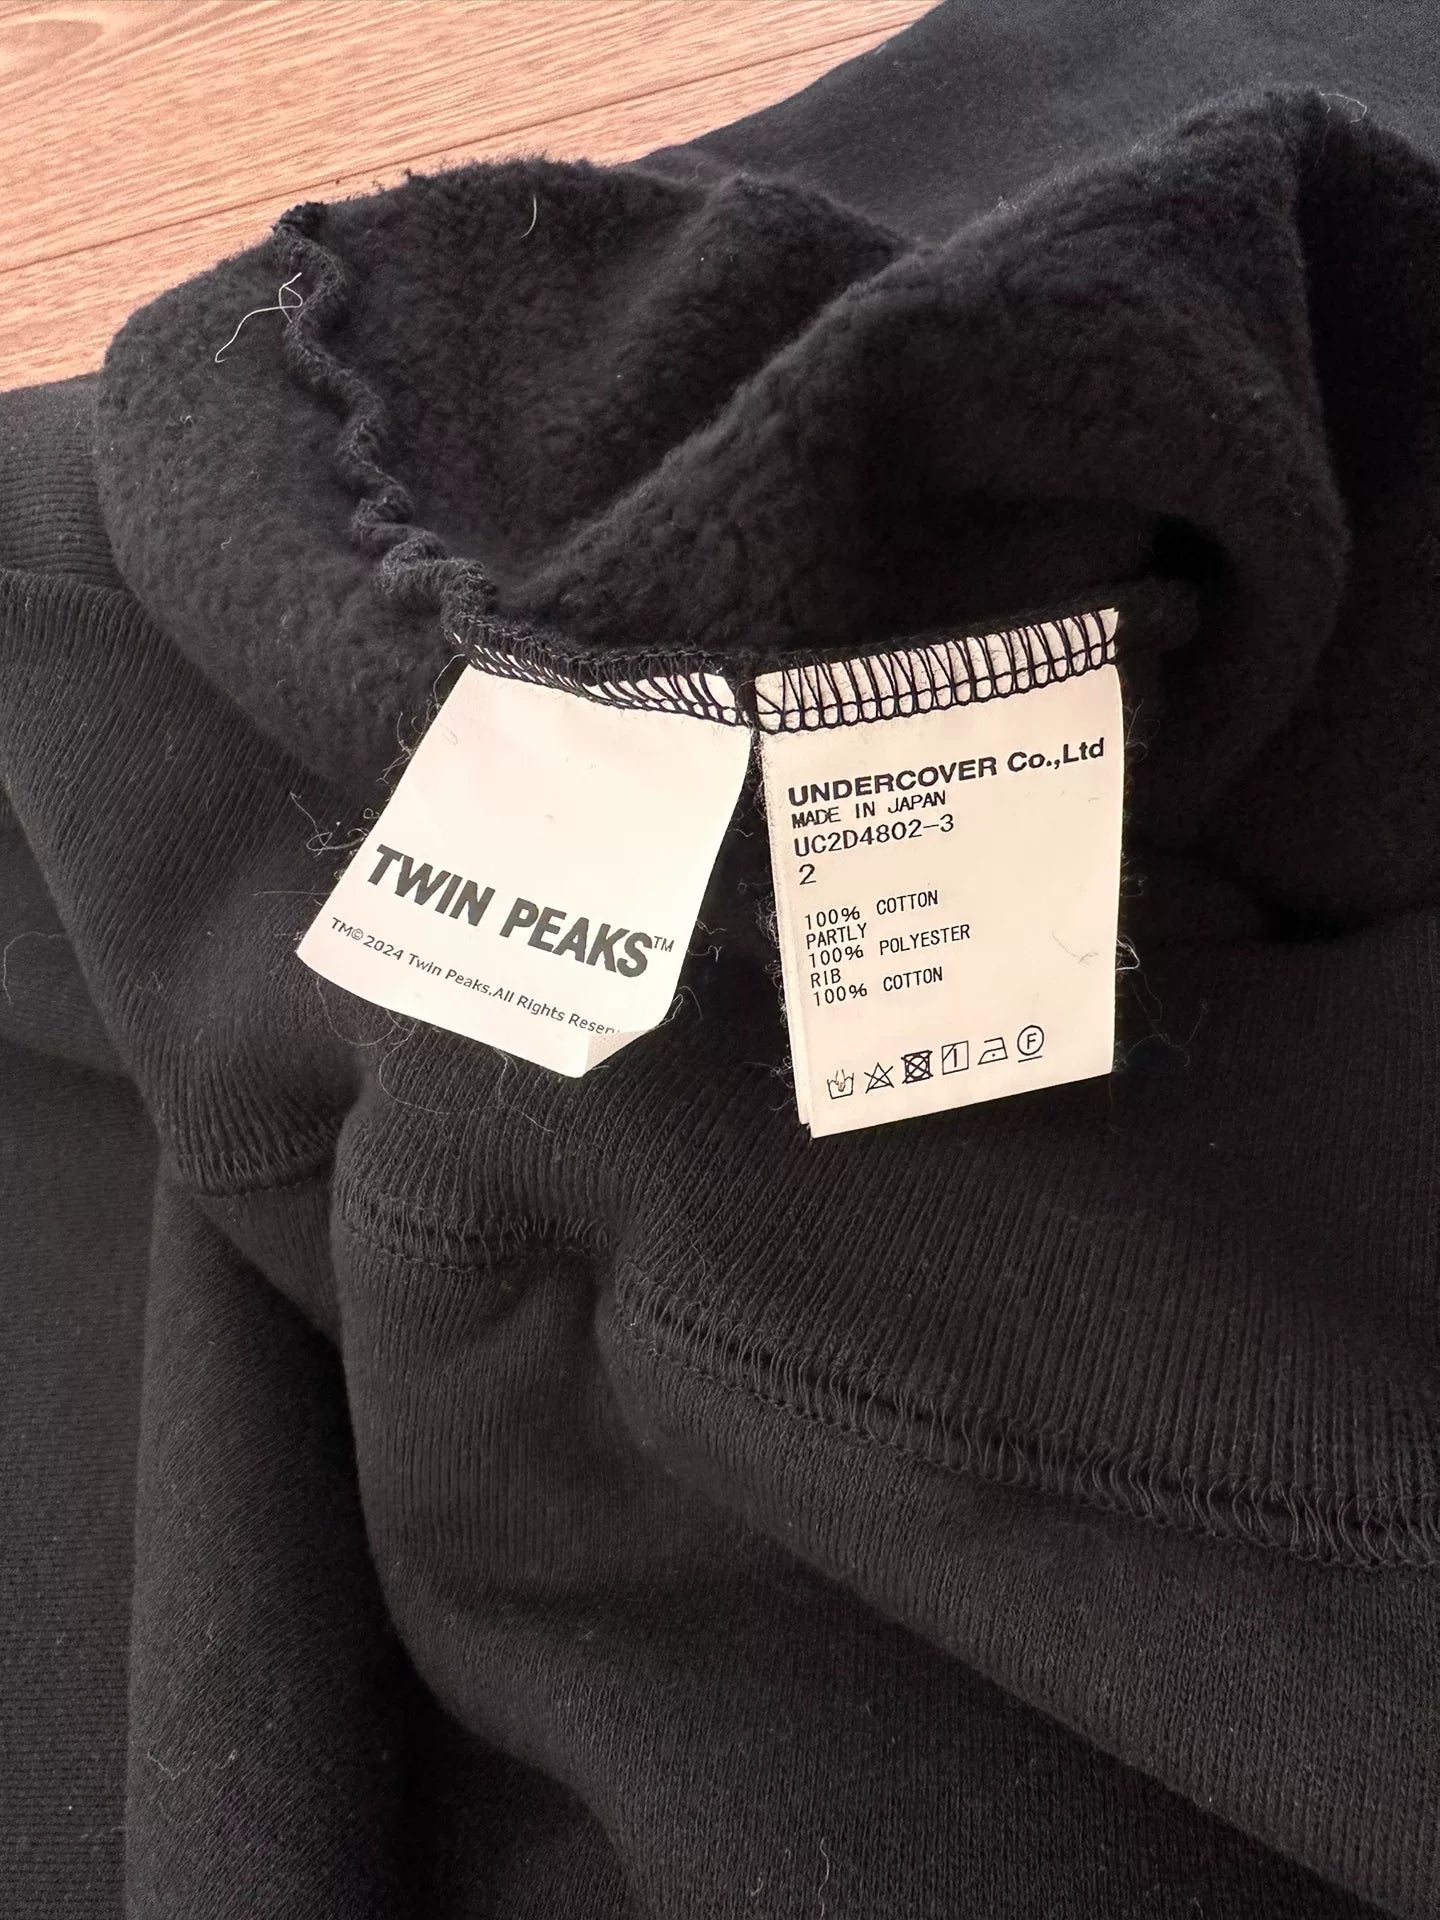 TWIN PEAKS™
TM©2024 Twin Peaks.All Rights
UNDERCOVER Co.,Ltd
MADE IN JAPAN
UC2D4802-3
2
100% COTTON
PARTLY
100% POLYESTER
RIB
100% COTTON
F